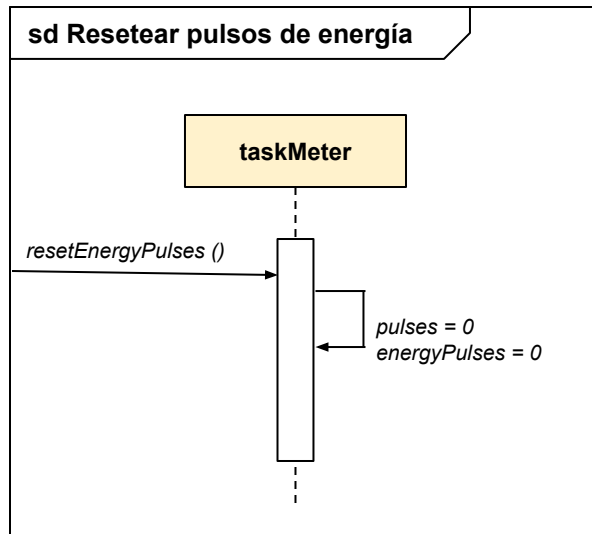 sd Resetear pulsos de energía
taskMeter
resetEnergyPulses ()
pulses = 0
energyPulses = 0